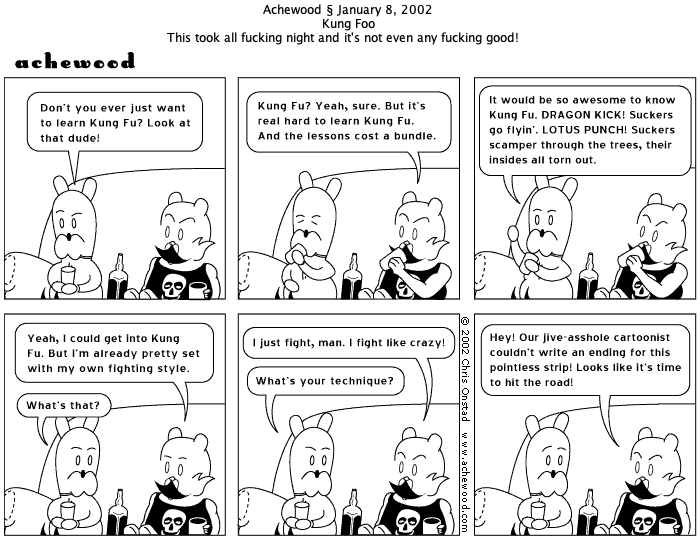 Achewood § January 8, 2002
Kung Foo
This took all fucking night and it's not even any fucking good!
achewood
Don't you ever just want
to learn Kung Fu? Look at
that dude!
Kung Fu? Yeah, sure. But it's
real hard to learn Kung Fu.
And the lessons cost a bundle.
It would be so awesome to know
Kung Fu. DRAGON KICK! Suckers
go flyin'. LOTUS PUNCH! Suckers
scamper through the trees, their
insides all torn out.
Yeah, I could get into Kung
Fu. But I'm already pretty set
with my own fighting style.
What's that?
I just fight, man. I fight like crazy!
What's your technique?
© 2002 Chris Onstad www.achewood.com
Hey! Our jive-asshole cartoonist
couldn't write an ending for this
pointless strip! Looks like it's time
to hit the road!